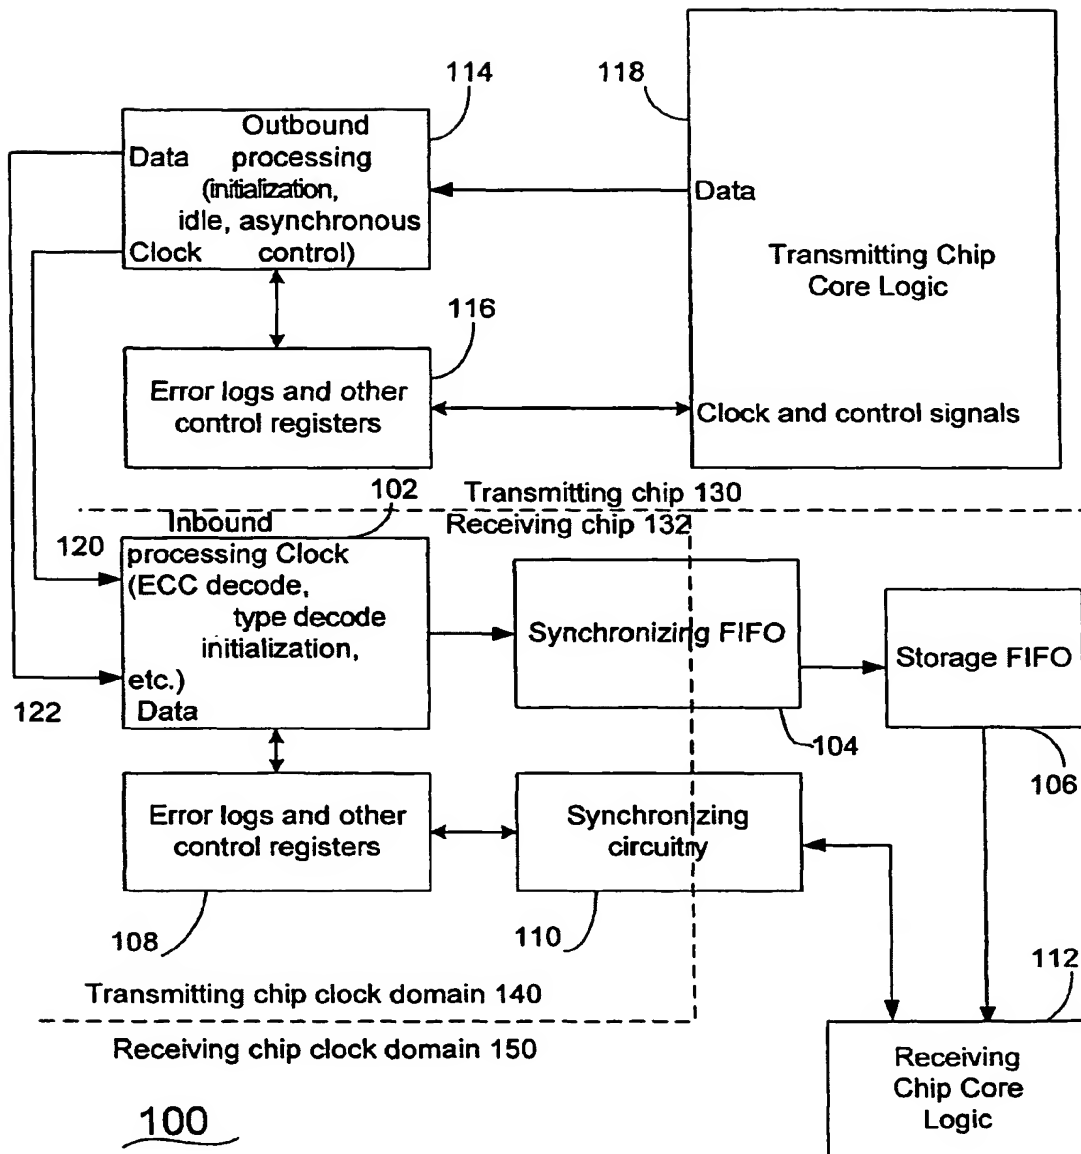 114
118
Outbound
Data processing
(initialization,
idle, asynchronous
Clock control)
Data
Transmitting Chip
Core Logic
116
Error logs and other
control registers
Clock and control signals
102
Transmitting chip 130
Receiving chip 132
120
Inbound
processing Clock
(ECC decode,
type decode
initialization,
etc.)
Data
122
Synchronizing FIFO
104
Storage FIFO
106
Error logs and other
control registers
108
Synchronizing
circuitry
110
112
Transmitting chip clock domain 140
Receiving chip clock domain 150
Receiving
Chip Core
Logic
100